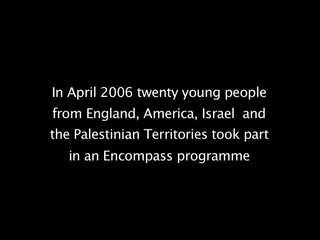 In April 2006 twenty young people
from England, America, Israel and
the Palestinian Territories took part
in an Encompass programme